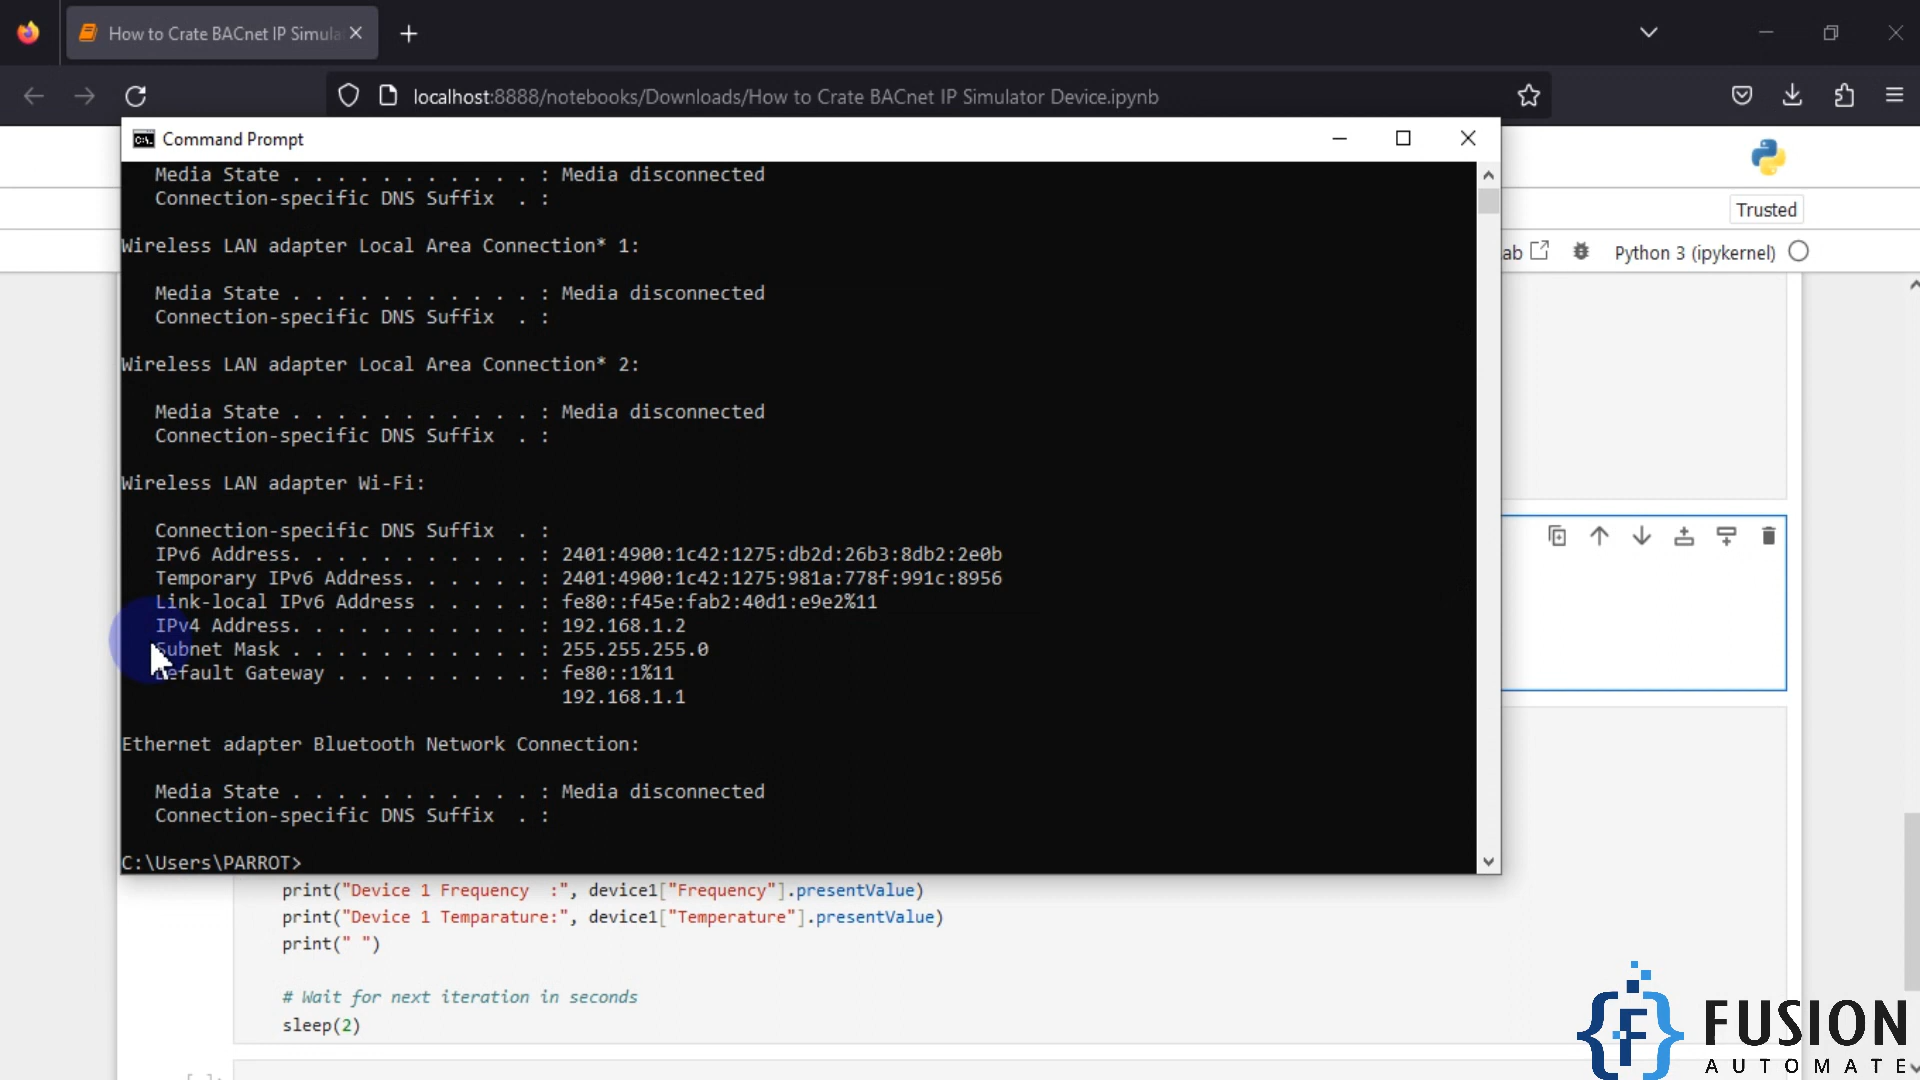 How to Crate BACnet IP Simula
localhost:8888/notebooks/Downloads/How to Crate BACnet IP Simulator Device.ipynb
Command Prompt
Media State . . . . . . . . . . . : Media disconnected
Connection-specific DNS Suffix  . :
Trusted
Wireless LAN adapter Local Area Connection* 1:
ab
Python 3 (ipykernel)
Media State . . . . . . . . . . . : Media disconnected
Connection-specific DNS Suffix  . :
Wireless LAN adapter Local Area Connection* 2:
Media State . . . . . . . . . . . : Media disconnected
Connection-specific DNS Suffix  . :
Wireless LAN adapter Wi-Fi:
Connection-specific DNS Suffix  . :
IPv6 Address. . . . . . . . . . . : 2401:4900:1c42:1275:db2d:26b3:8db2:2e0b
Temporary IPv6 Address. . . . . . : 2401:4900:1c42:1275:981a:778f:991c:8956
Link-local IPv6 Address . . . . . : fe80::f45e:fab2:40d1:e9e2%11
IPv4 Address. . . . . . . . . . . : 192.168.1.2
Subnet Mask . . . . . . . . . . . : 255.255.255.0
Default Gateway . . . . . . . . . : fe80::1%11
192.168.1.1
Ethernet adapter Bluetooth Network Connection:
Media State . . . . . . . . . . . : Media disconnected
Connection-specific DNS Suffix  . :
C:\Users\PARROT>
print("Device 1 Frequency  :", device1["Frequency"].presentValue)
print("Device 1 Temparature:", device1["Temperature"].presentValue)
print(" ")
# Wait for next iteration in seconds
sleep(2)
[ ]:
F
FUSION
AUTOMATE